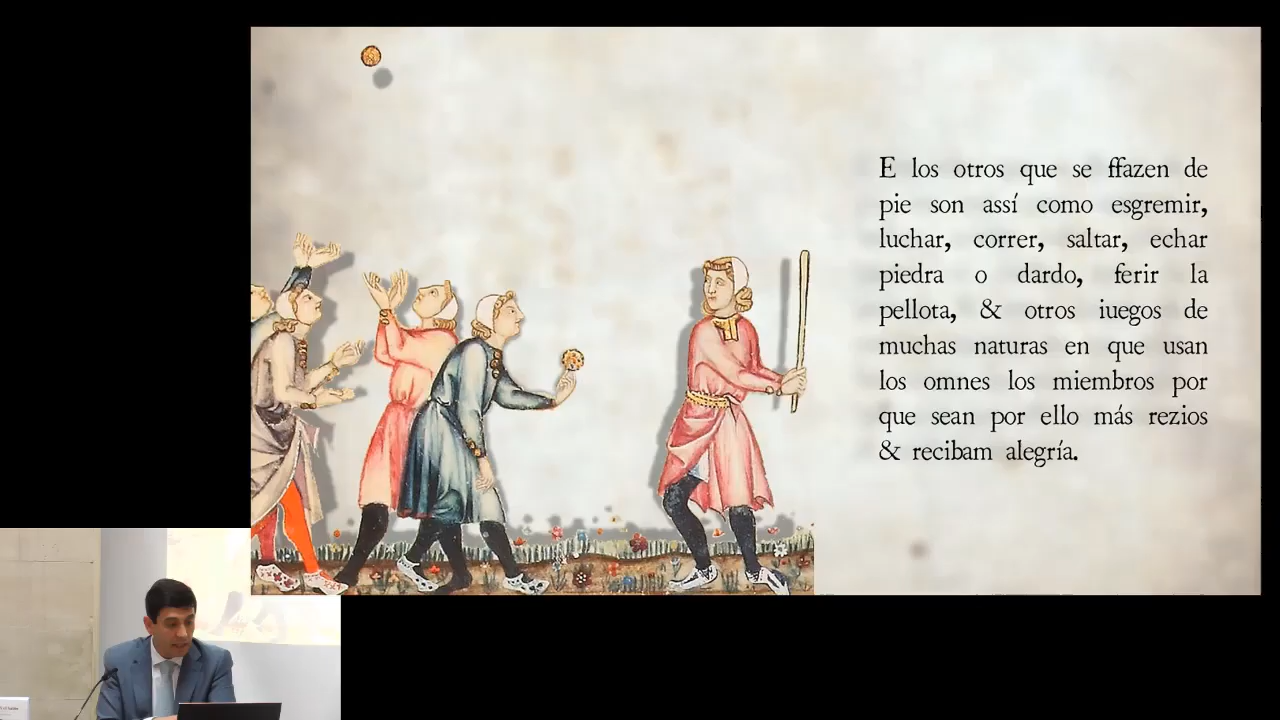 E los otros que se ffazen de
pie son assí como esgremir,
luchar, correr, saltar, echar
piedra o dardo, ferir la
pellota, & otros iuegos de
muchas naturas en que usan
los omnes los miembros por
que sean por ello más rezios
& recibam alegría.